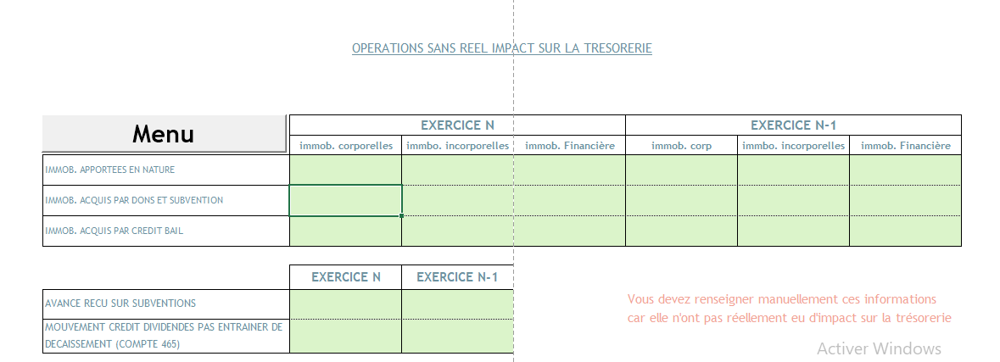 OPERATIONS SANS REEL IMPACT SUR LA TRESORERIE
Menu
EXERCICE N
EXERCICE N-1
immob. corporelles
immbo. incorporelles
immob. Financière
immob. corp
immbo. incorporelles
immob. Financière
IMMOB. APPORTEES EN NATURE
IMMOB. ACQUIS PAR DONS ET SUBVENTION
IMMOB. ACQUIS PAR CREDIT BAIL
EXERCICE N
EXERCICE N-1
AVANCE RECU SUR SUBVENTIONS
MOUVEMENT CREDIT DIVIDENDES PAS ENTRAINER DE
DECAISSEMENT (COMPTE 465)
Vous devez renseigner manuellement ces informations
car elle n'ont pas réellement eu d'impact sur la trésorerie
Activer Windows